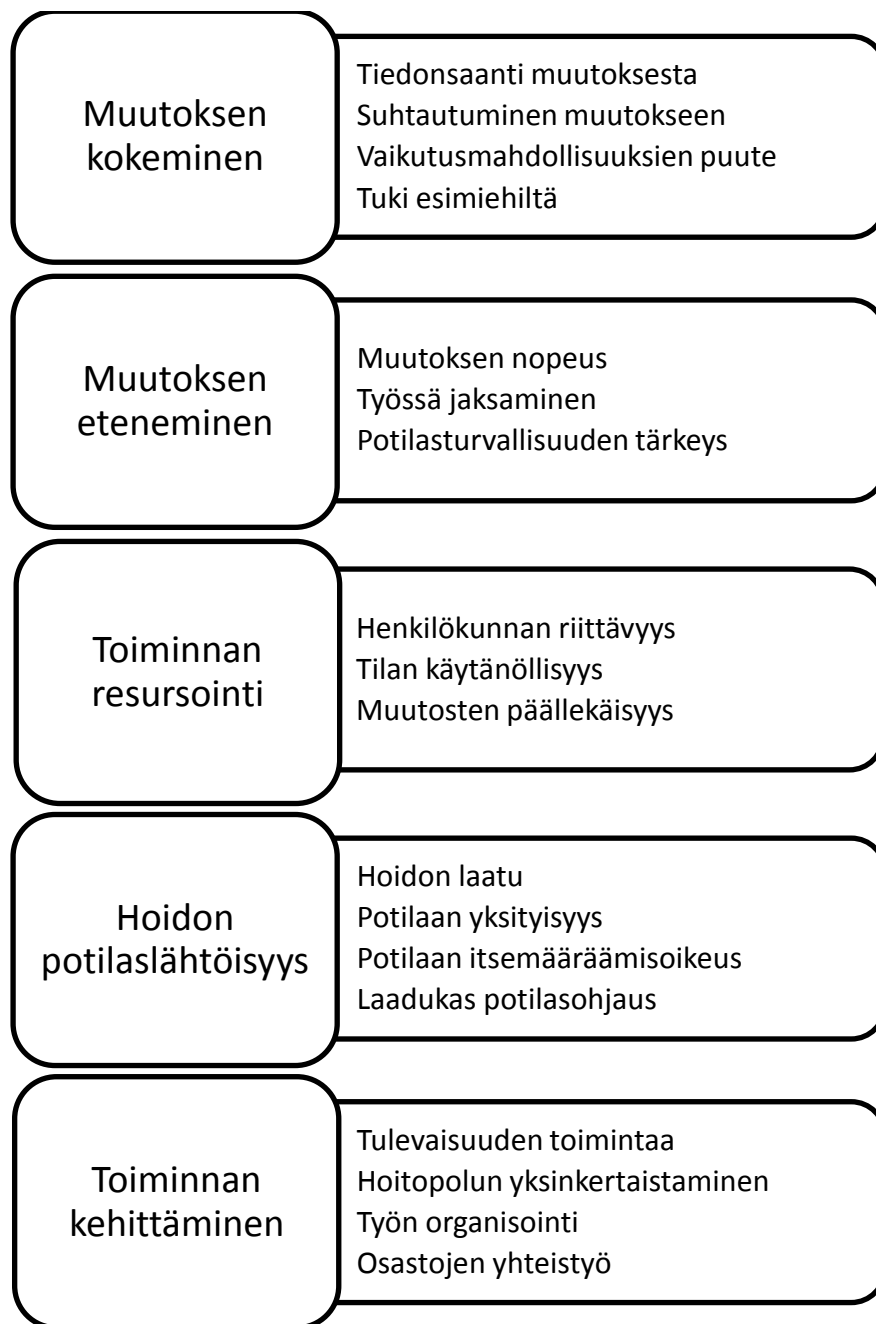 Muutoksen
kokeminen
Tiedonsaanti muutoksesta
Suhtautuminen muutokseen
Vaikutusmahdollisuuksien puute
Tuki esimiehiltä
Muutoksen
eteneminen
Muutoksen nopeus
Työssä jaksaminen
Potilasturvallisuuden tärkeys
Toiminnan
resursointi
Henkilökunnan riittävyys
Tilan käytänöllisyys
Muutosten päällekäisyys
Hoidon
potilaslähtöisyys
Hoidon laatu
Potilaan yksityisyys
Potilaan itsemääräämisoikeus
Laadukas potilasohjaus
Toiminnan
kehittäminen
Tulevaisuuden toimintaa
Hoitopolun yksinkertaistaminen
Työn organisointi
Osastojen yhteistyö